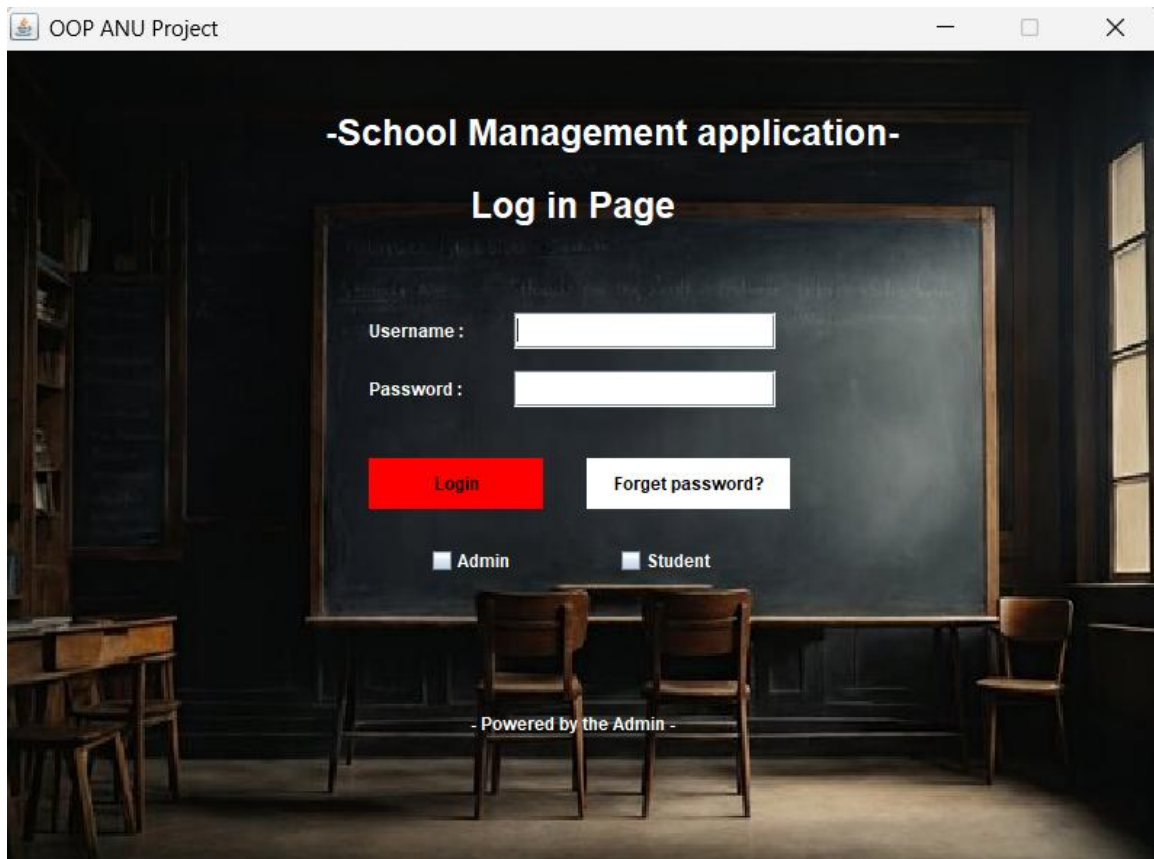 OOP ANU Project
-School Management application-
Log in Page
Username :
Password :
Login
Forget password?
Admin
Student
- Powered by the Admin -